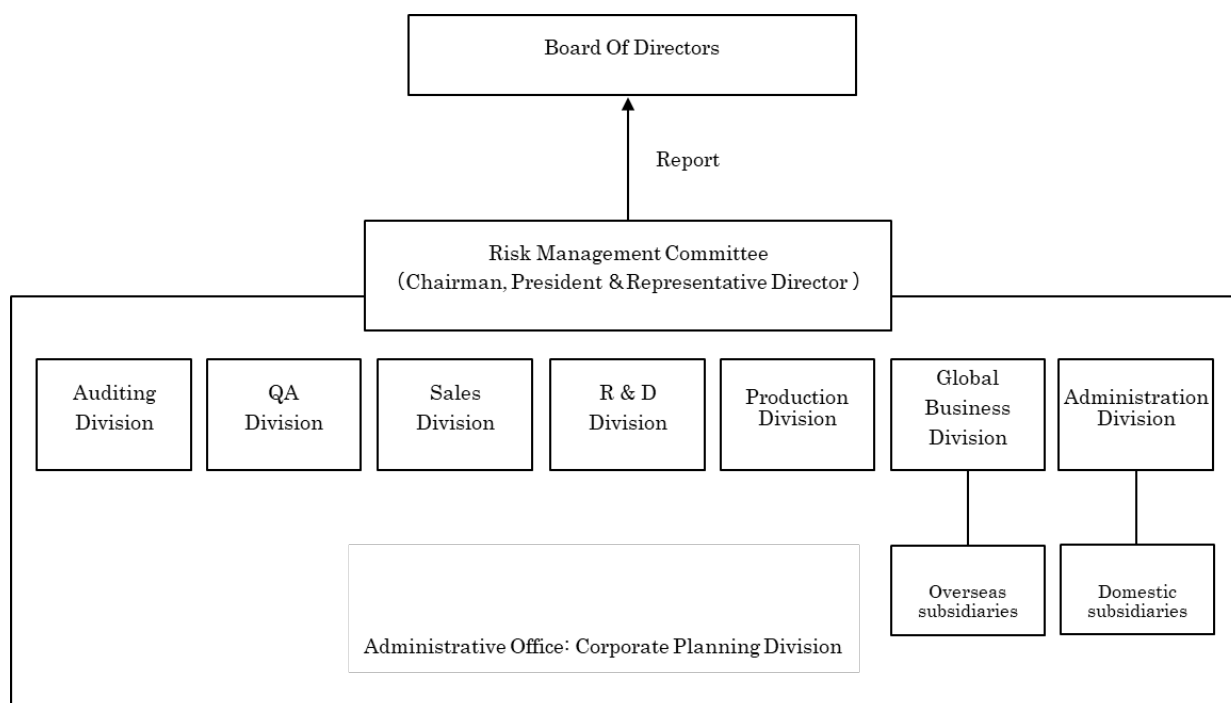 Board Of Directors
Report
Risk Management Committee
（Chairman, President ＆Representative Director ）
Auditing
Division
QA
Division
Sales
Division
R & D
Division
Production
Division
Global
Business
Division
Administration
Division
Overseas
subsidiaries
Domestic
subsidiaries
Administrative Office: Corporate Planning Division